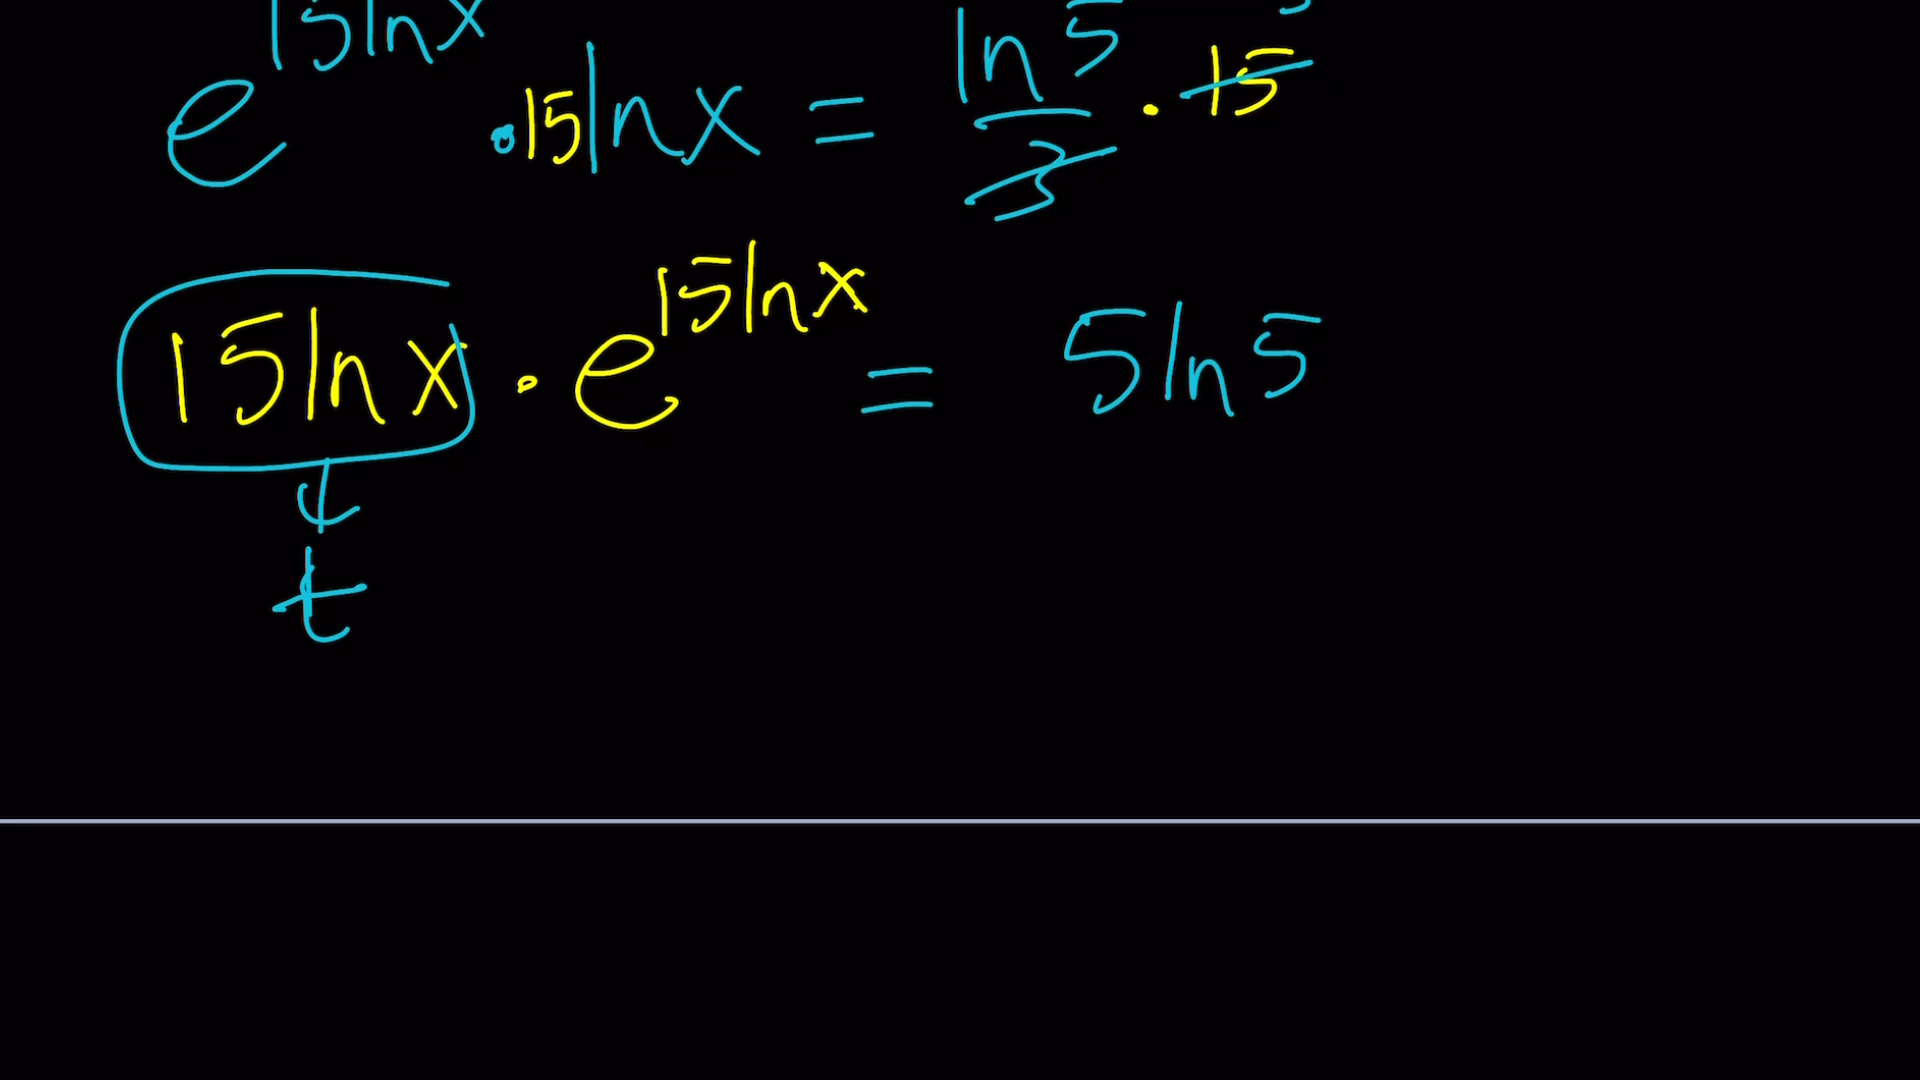 e^{15lnx} · 15lnx = ln5/3 · 15
15lnx · e^{15lnx} = 5ln5
t